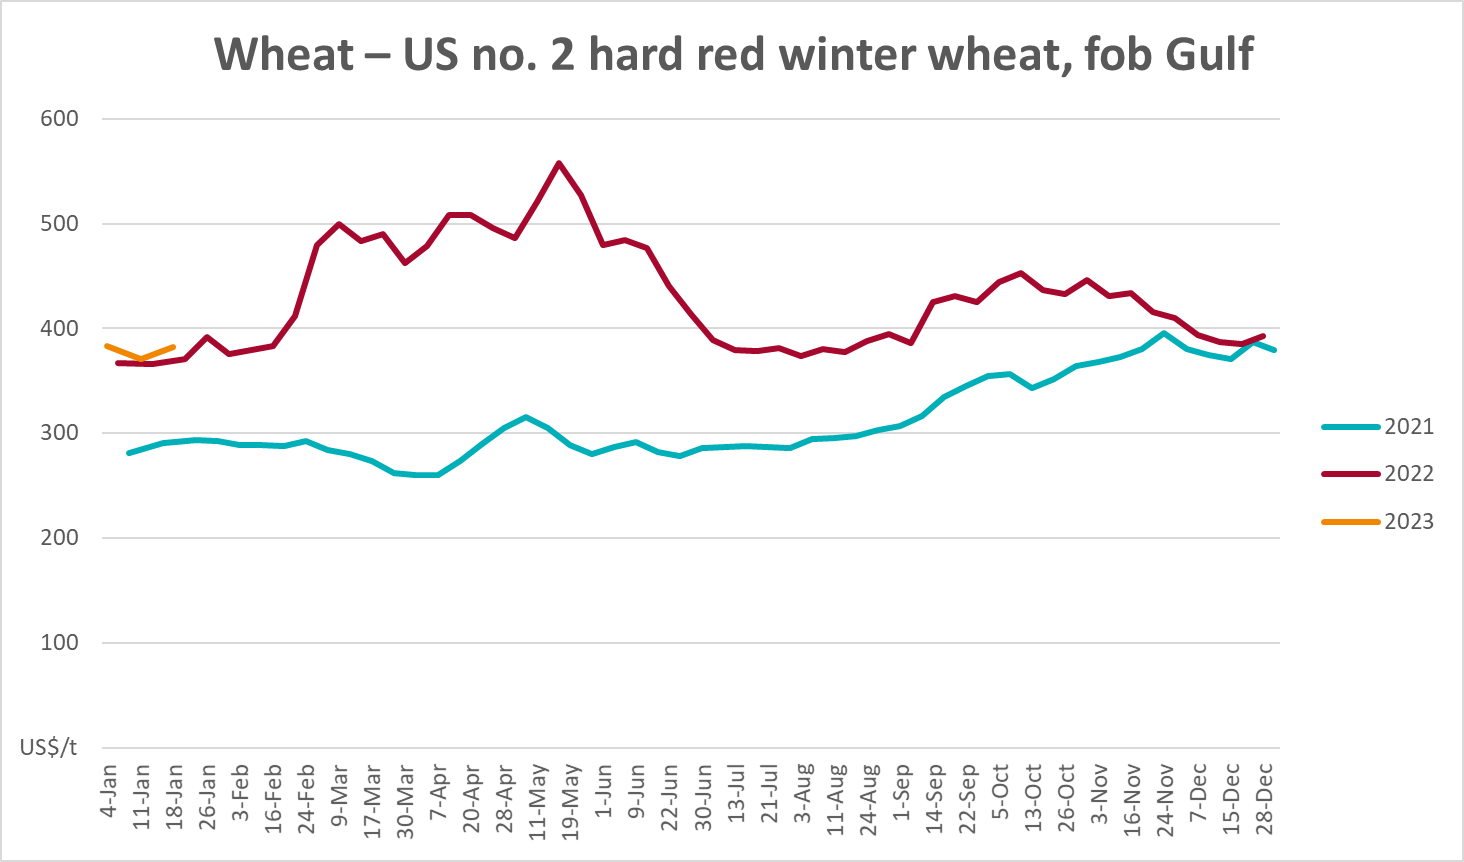 Wheat – US no. 2 hard red winter wheat, fob Gulf
600
500
400
300
200
100
US$/t
4-Jan
11-Jan
18-Jan
26-Jan
3-Feb
16-Feb
24-Feb
9-Mar
17-Mar
30-Mar
7-Apr
20-Apr
28-Apr
11-May
19-May
1-Jun
9-Jun
22-Jun
30-Jun
13-Jul
21-Jul
3-Aug
11-Aug
24-Aug
1-Sep
14-Sep
22-Sep
5-Oct
13-Oct
26-Oct
3-Nov
16-Nov
24-Nov
7-Dec
15-Dec
28-Dec
2021
2022
2023